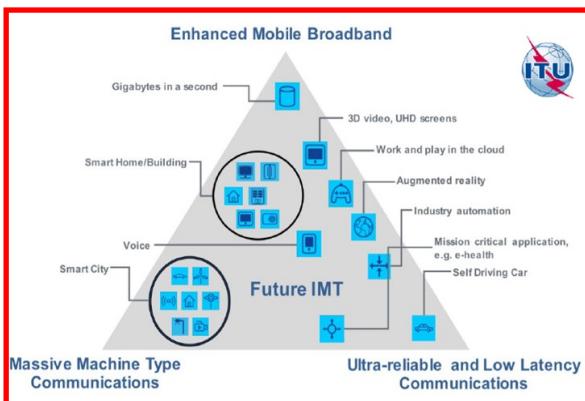 Enhanced Mobile Broadband
ITU
Gigabytes in a second
3D video, UHD screens
Smart Home/Building
Work and play in the cloud
Augmented reality
Industry automation
Voice
Mission critical application,
e.g. e-health
Smart City
Self Driving Car
Future IMT
Massive Machine Type
Communications
Ultra-reliable and Low Latency
Communications